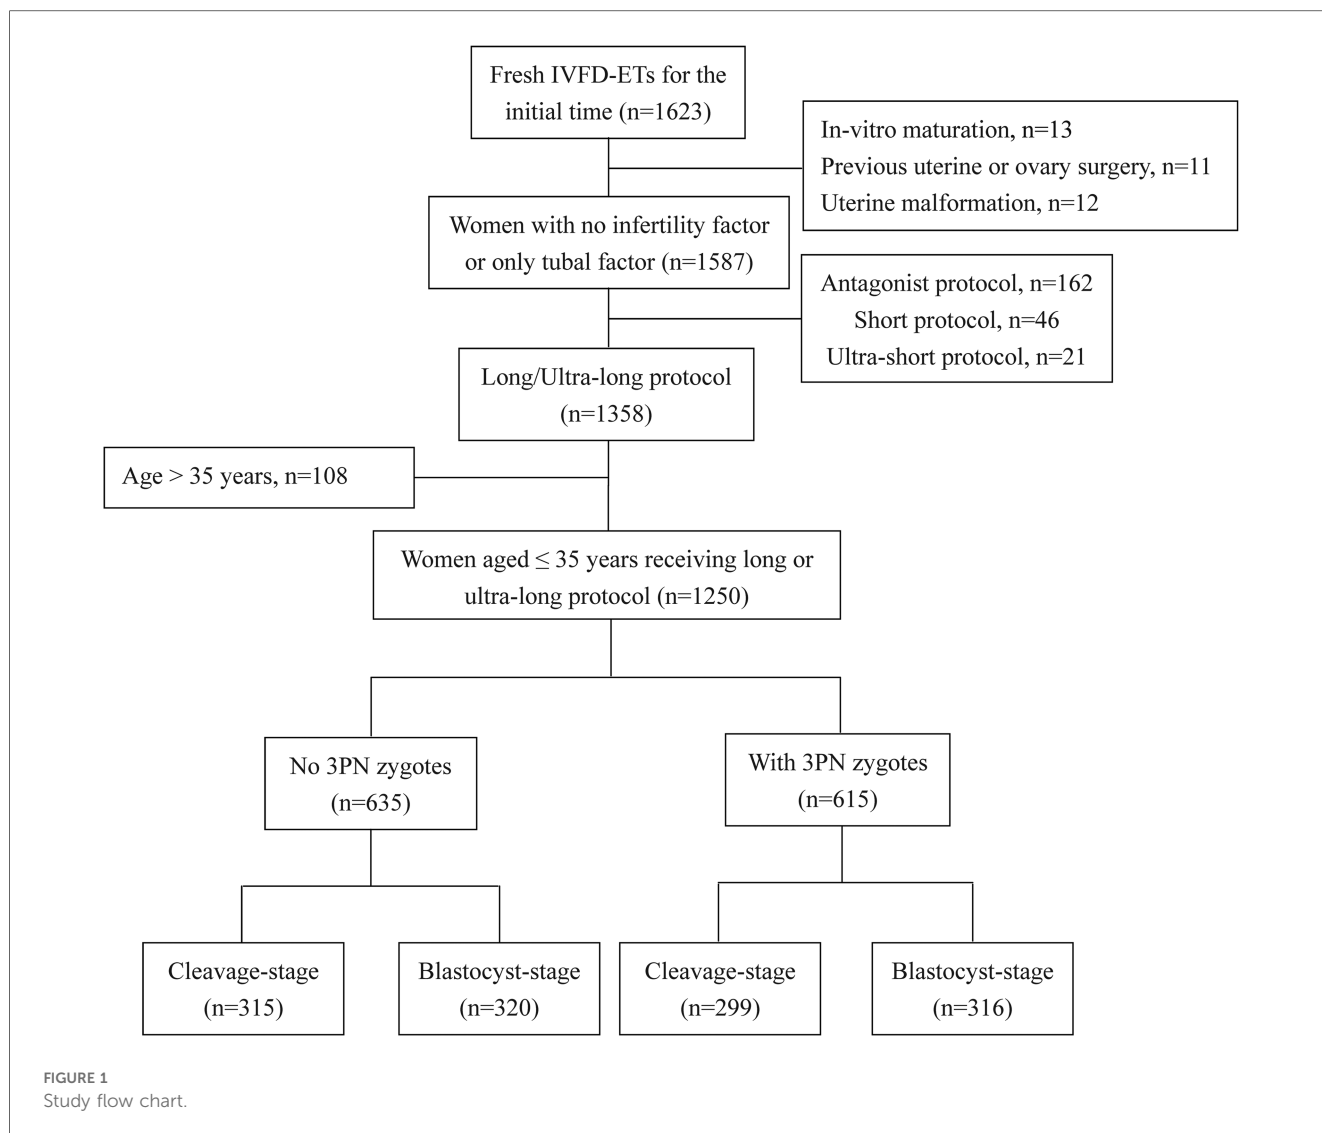 Fresh IVFD-ETs for the
initial time (n=1623)
In-vitro maturation, n=13
Previous uterine or ovary surgery, n=11
Uterine malformation, n=12
Women with no infertility factor
or only tubal factor (n=1587)
Antagonist protocol, n=162
Short protocol, n=46
Ultra-short protocol, n=21
Long/Ultra-long protocol
(n=1358)
Age > 35 years, n=108
Women aged ≤ 35 years receiving long or
ultra-long protocol (n=1250)
No 3PN zygotes
(n=635)
With 3PN zygotes
(n=615)
Cleavage-stage
(n=315)
Blastocyst-stage
(n=320)
Cleavage-stage
(n=299)
Blastocyst-stage
(n=316)
FIGURE 1
Study flow chart.